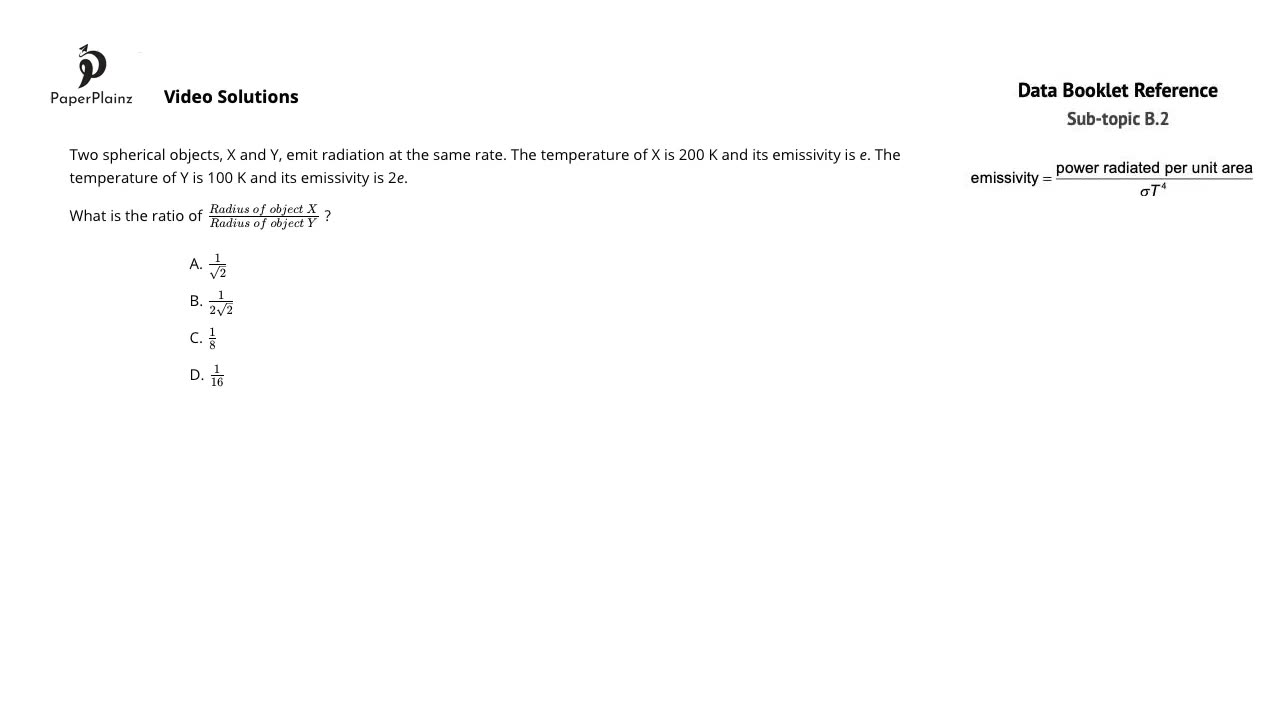 PaperPlainz
Video Solutions
Data Booklet Reference
Sub-topic B.2
Two spherical objects, X and Y, emit radiation at the same rate. The temperature of X is 200 K and its emissivity is e. The
temperature of Y is 100 K and its emissivity is 2e.
emissivity = power radiated per unit area / σT⁴
What is the ratio of Radius of object X / Radius of object Y ?
A. 1/√2
B. 1/2√2
C. 1/8
D. 1/16